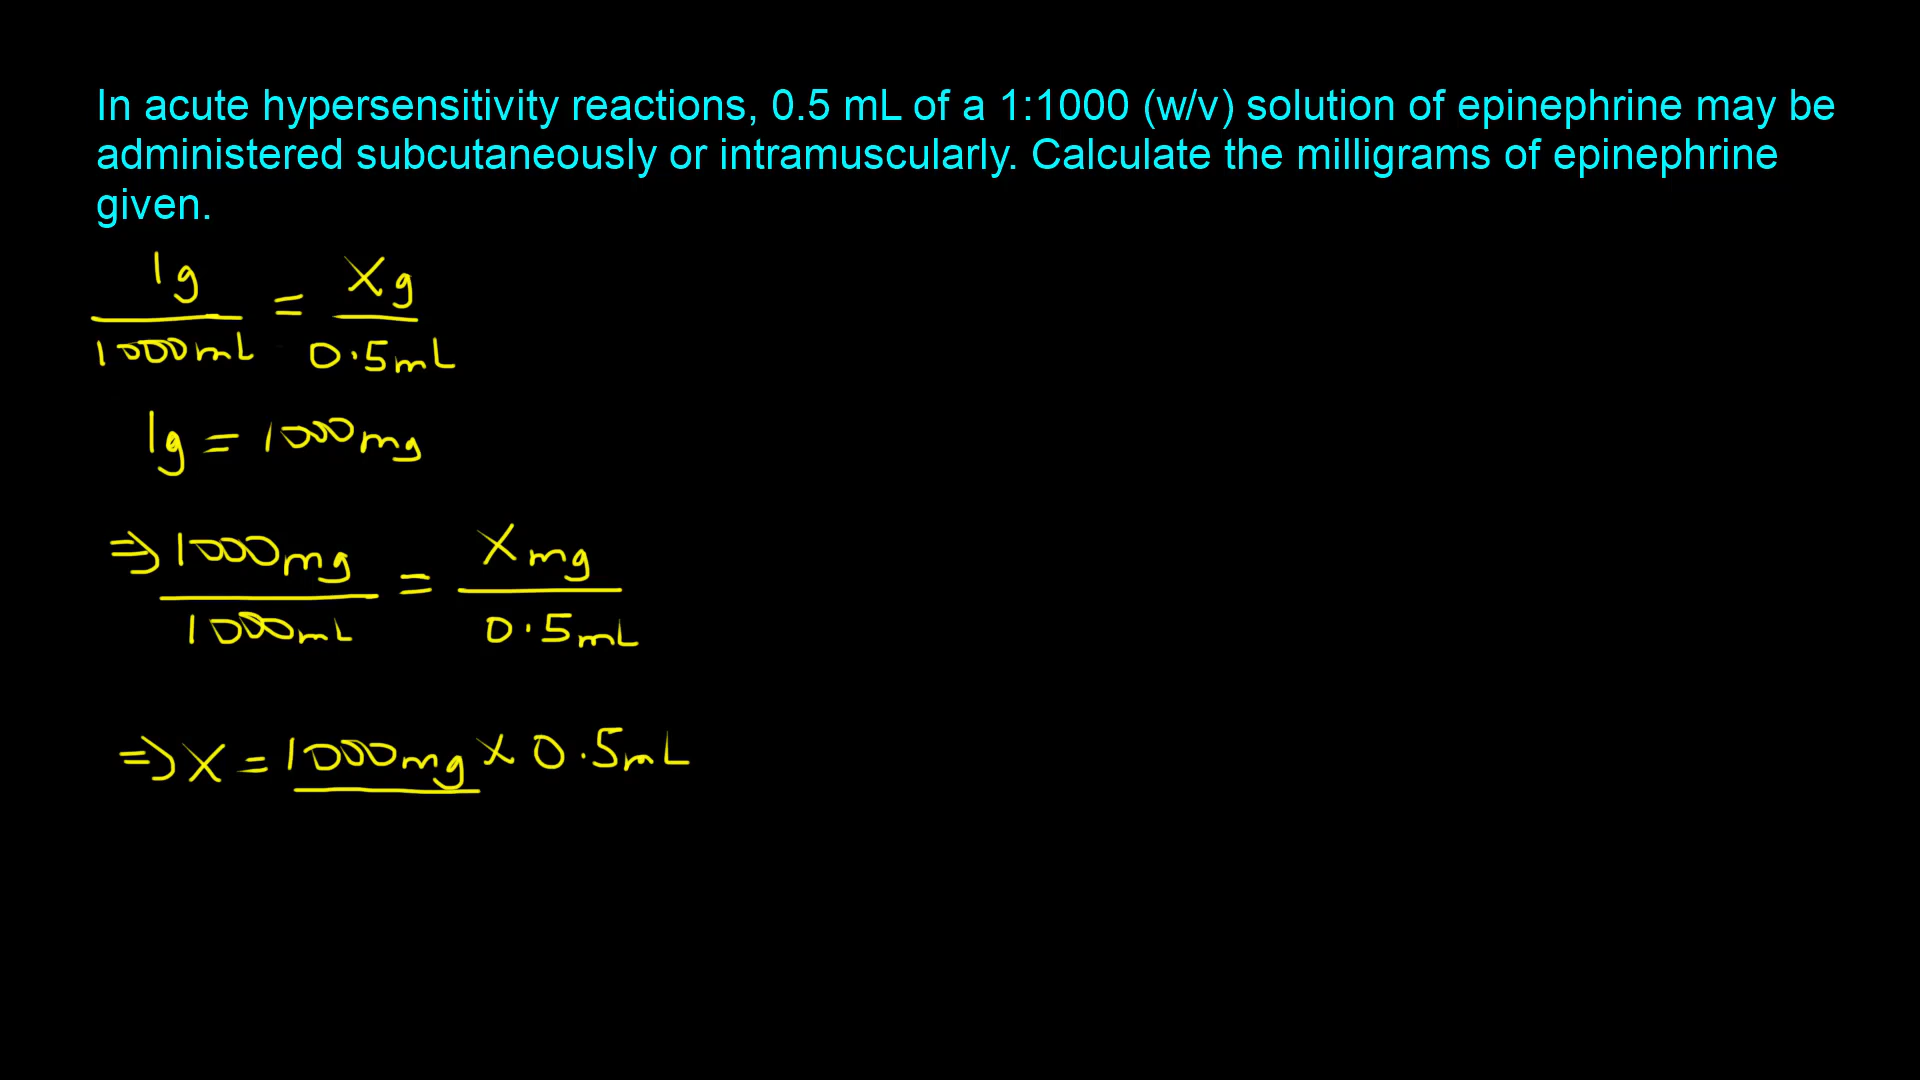 In acute hypersensitivity reactions, 0.5 mL of a 1:1000 (w/v) solution of epinephrine may be
administered subcutaneously or intramuscularly. Calculate the milligrams of epinephrine
given.
1g = Xg
1000mL 0.5mL
1g = 1000mg
⇒ 1000mg = X mg
1000mL 0.5mL
⇒ X = 1000mg x 0.5mL